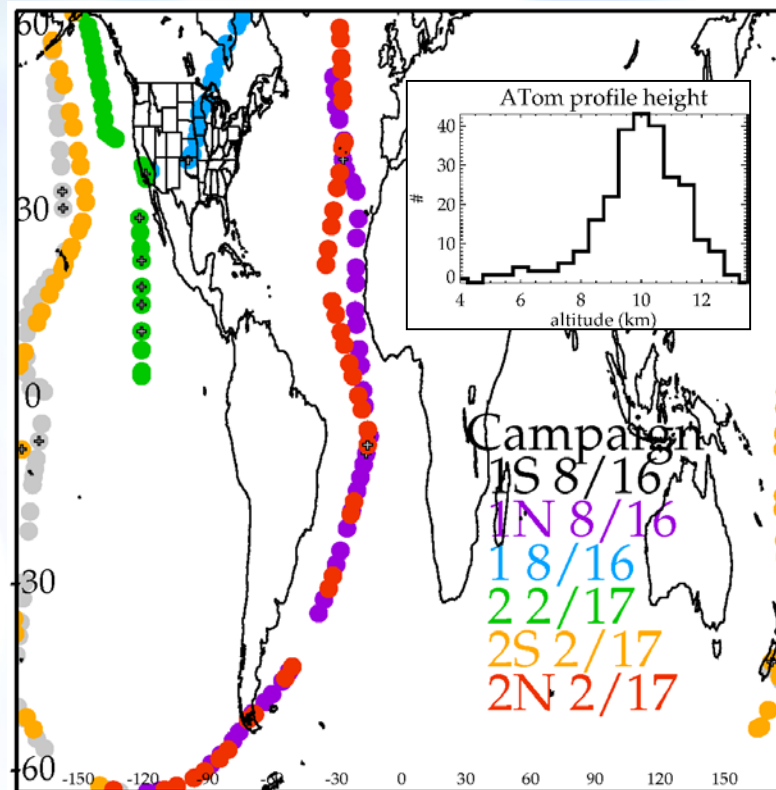 60
ATom profile height
40
30
20
10
0
#
4 6 8 10 12
altitude (km)
30
0
Campaign
1S 8/16
1N 8/16
1 8/16
2 2/17
2S 2/17
2N 2/17
-30
-60
-150 -120 -90 -30 0 30 60 90 120 150